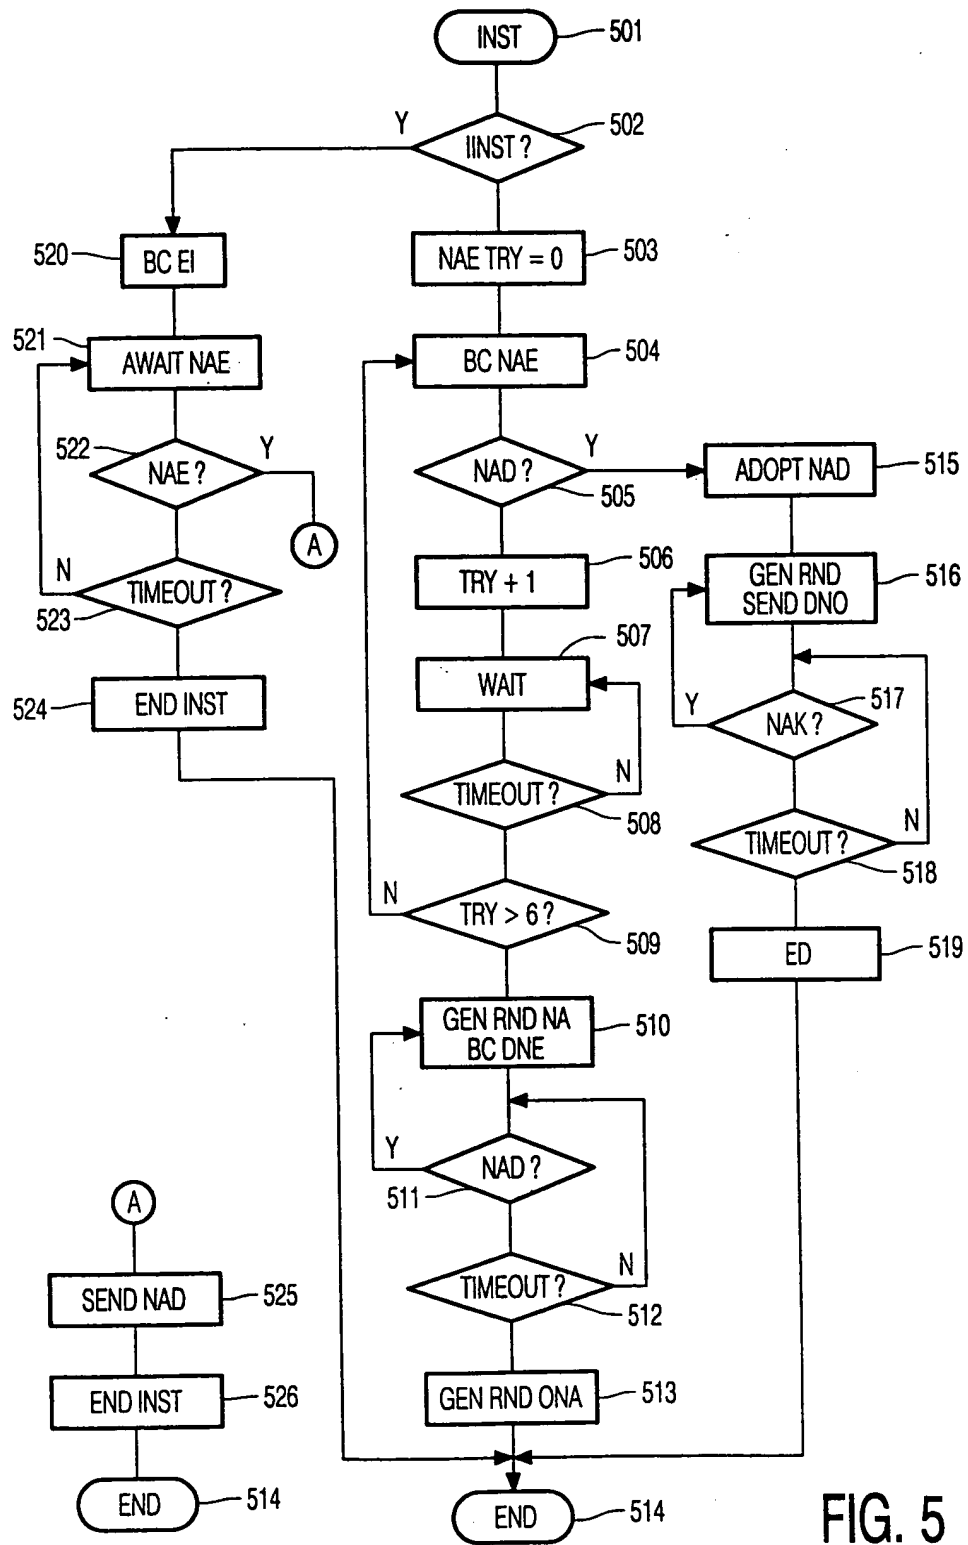 INST
501
Y
IINST ?
502
520
BC EI
NAE TRY = 0
503
521
AWAIT NAE
BC NAE
504
522
NAE ?
Y
NAD ?
Y
505
ADOPT NAD
515
A
N
TIMEOUT ?
523
TRY + 1
506
GEN RND
SEND DNO
516
507
WAIT
524
END INST
Y
NAK ?
517
TIMEOUT ?
N
508
TIMEOUT ?
N
518
N
TRY > 6 ?
509
ED
519
GEN RND NA
BC DNE
510
Y
NAD ?
511
A
TIMEOUT ?
N
512
SEND NAD
525
END INST
526
GEN RND ONA
513
END
514
END
514
FIG. 5